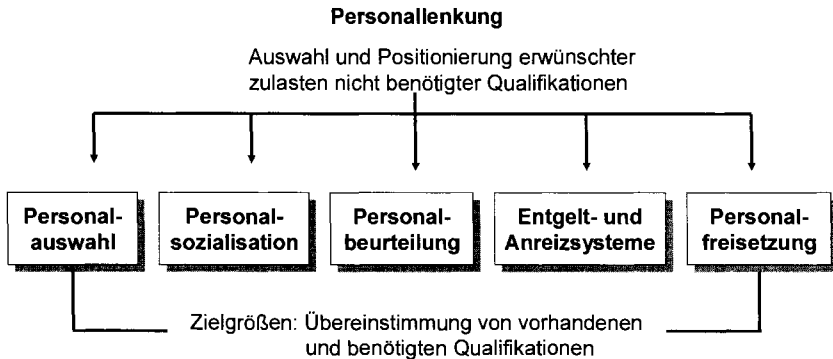 Personallenkung
Auswahl und Positionierung erwünschter
zulasten nicht benötigter Qualifikationen
Personal-
auswahl
Personal-
sozialisation
Personal-
beurteilung
Entgelt- und
Anreizsysteme
Personal-
freisetzung
Zielgrößen: Übereinstimmung von vorhandenen
und benötigten Qualifikationen